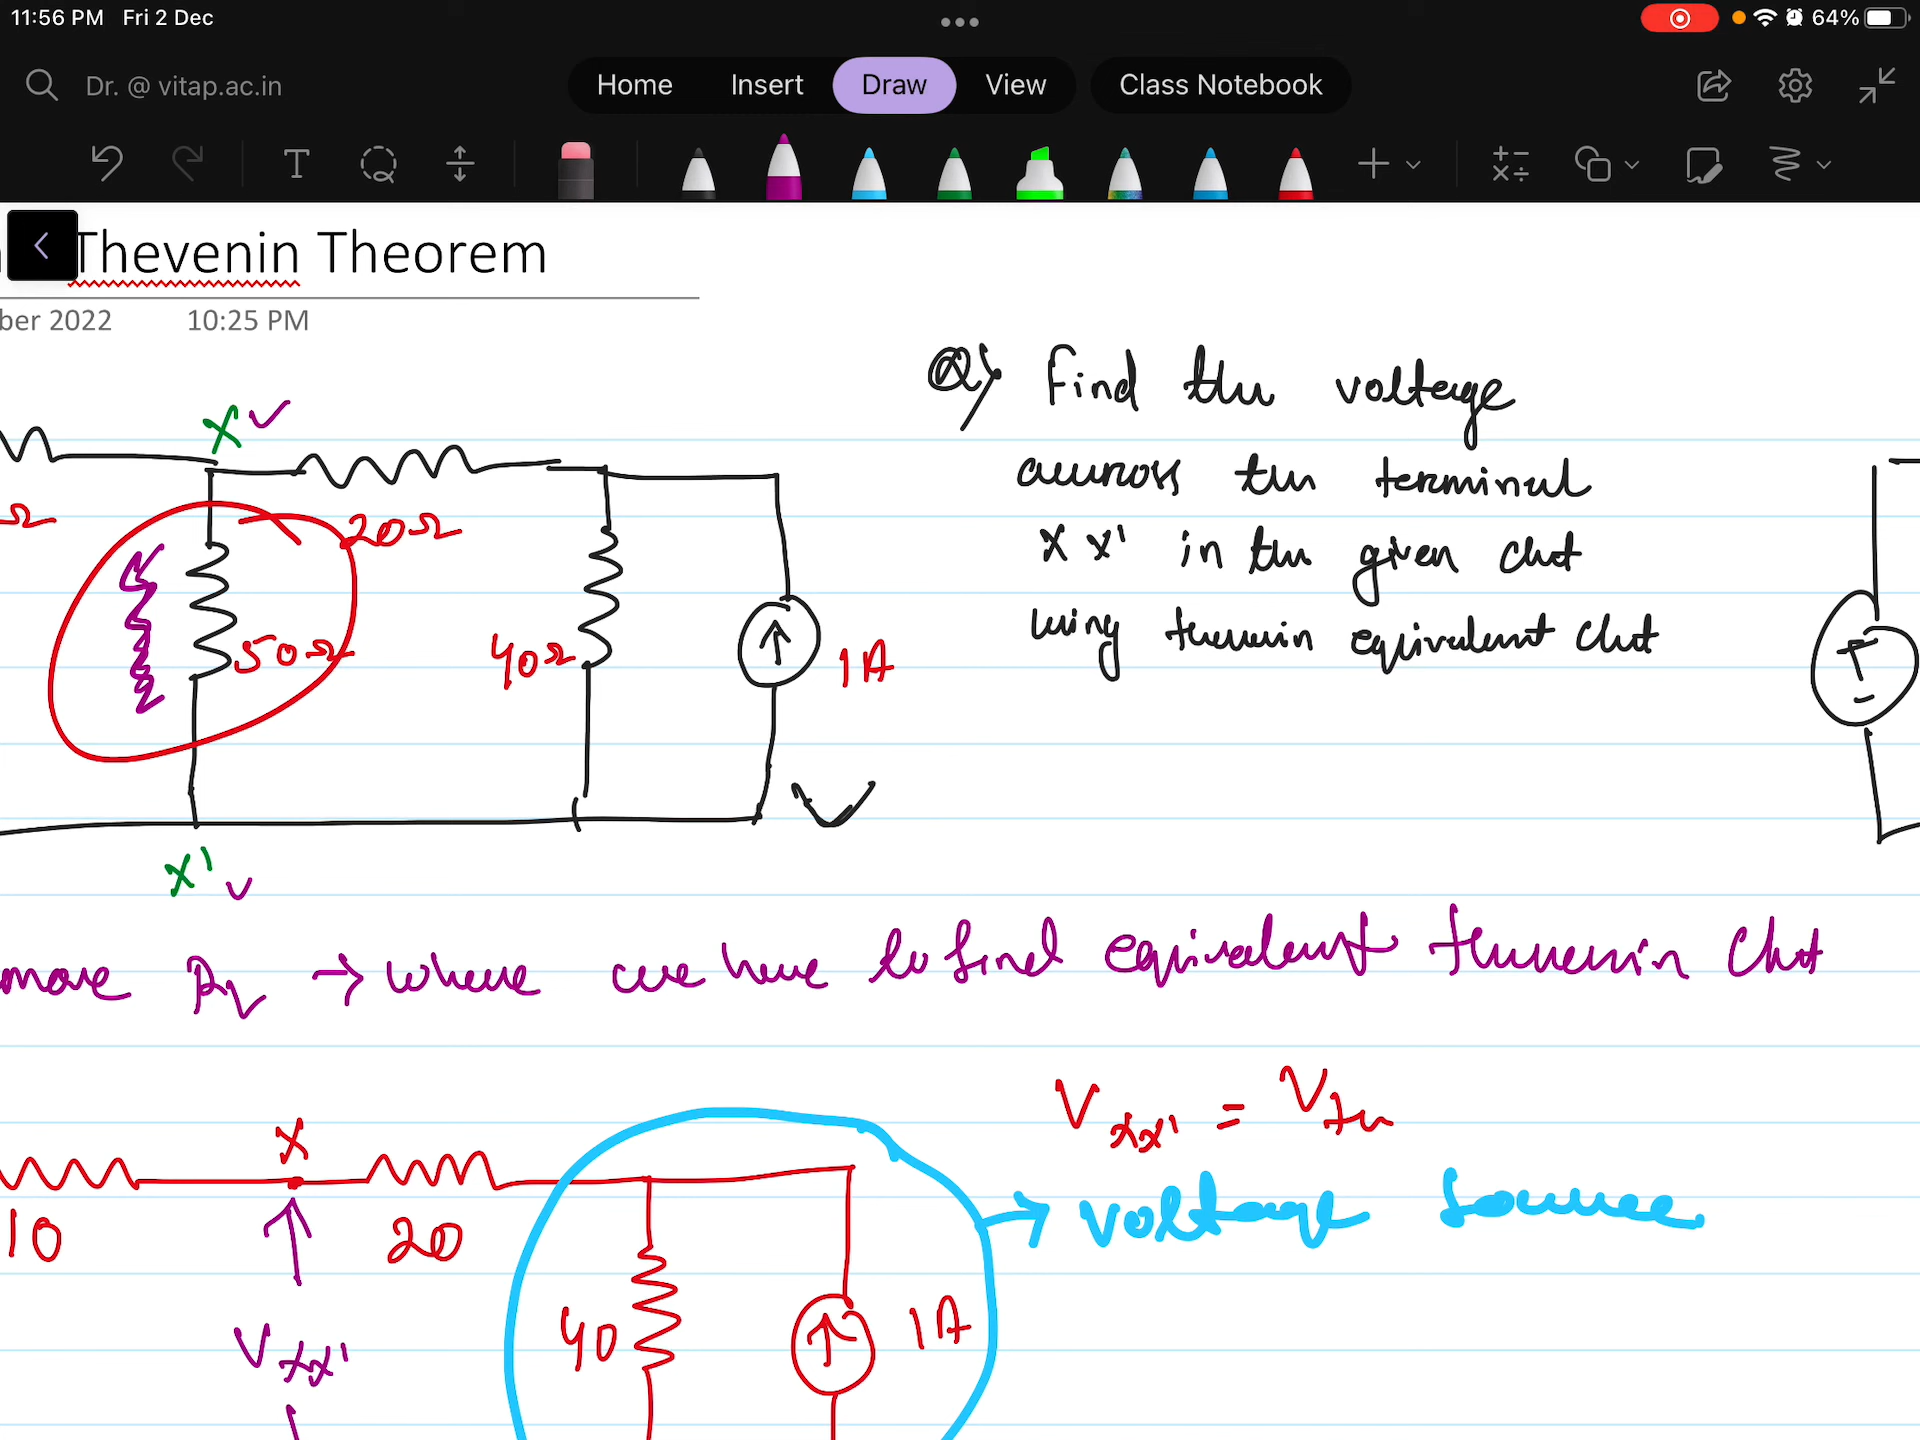 11:56 PM Fri 2 Dec
64%
Dr. @ vitap.ac.in
Home Insert Draw View Class Notebook
Thevenin Theorem
ber 2022 10:25 PM
X
Ω
20Ω
50Ω
40Ω
1A
X'
Q) Find the voltage
across the terminal
X X' in the given ckt
using thevenin equivalent ckt
move → where we have to find equivalent thevenin ckt
X
10
20
V XX'
40
1A
V XX' = V th
→ Voltage source